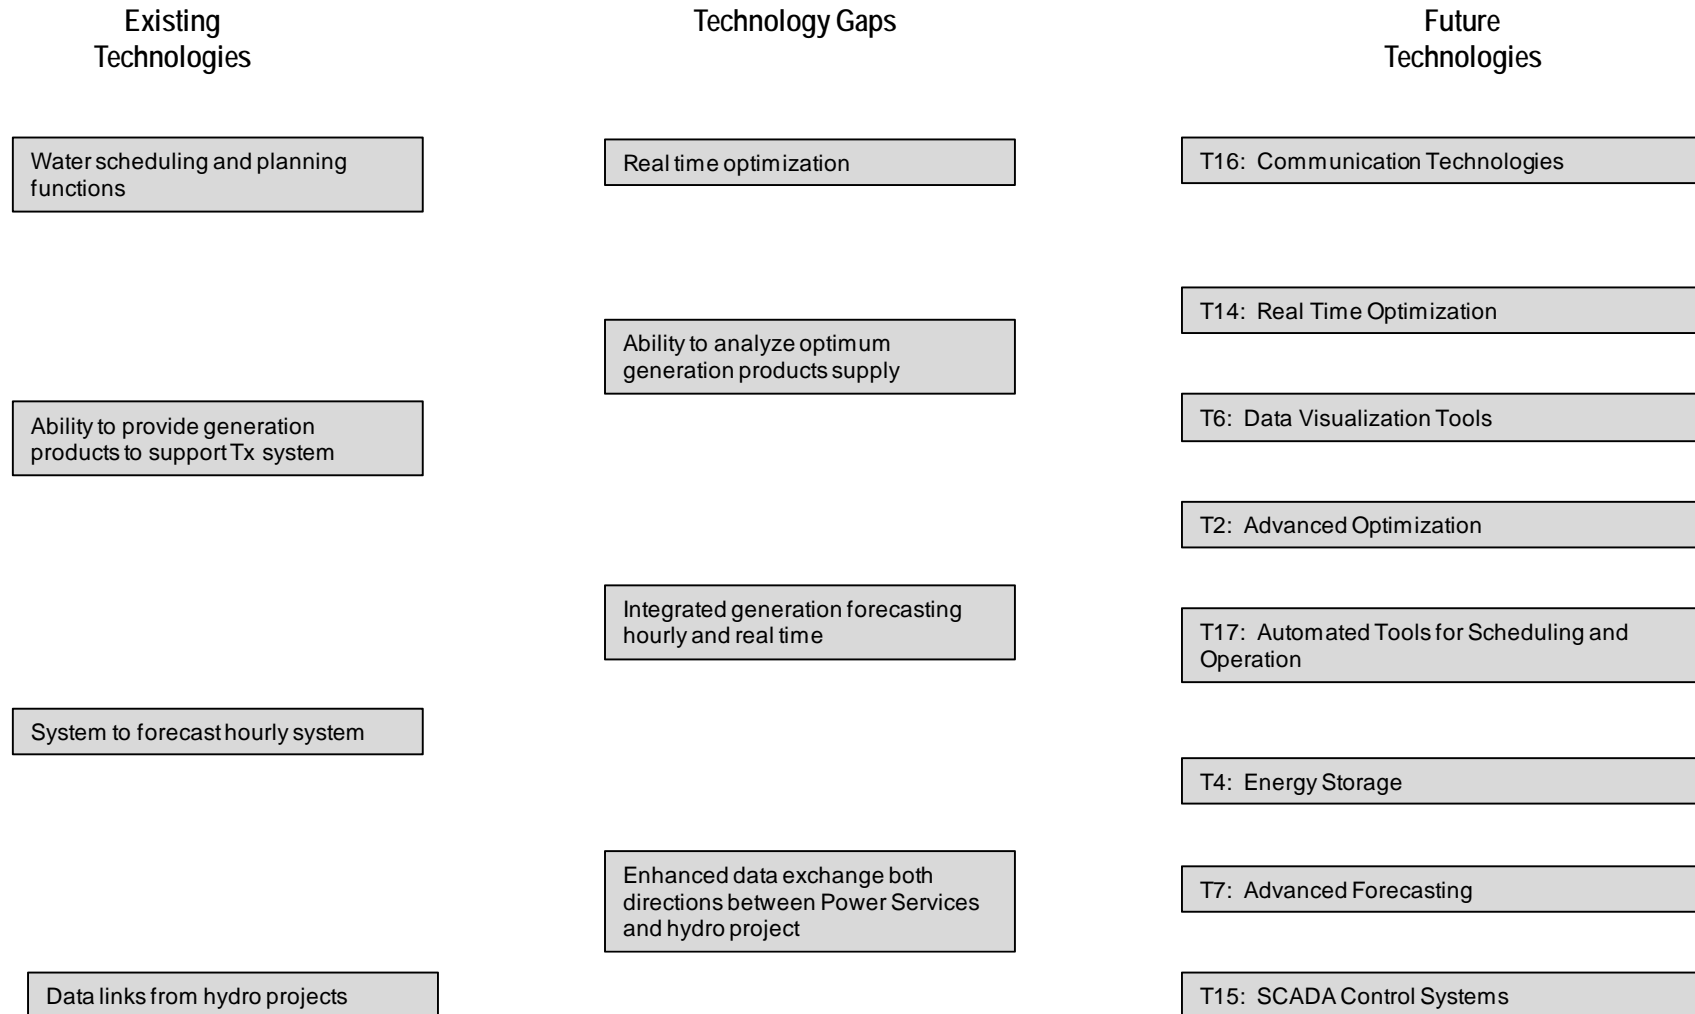 Existing
Technologies
Technology Gaps
Future
Technologies
Water scheduling and planning
functions
Ability to provide generation
products to support Tx system
System to forecast hourly system
Data links from hydro projects
Real time optimization
Ability to analyze optimum
generation products supply
Integrated generation forecasting
hourly and real time
Enhanced data exchange both
directions between Power Services
and hydro project
T16: Communication Technologies
T14: Real Time Optimization
T6: Data Visualization Tools
T2: Advanced Optimization
T17: Automated Tools for Scheduling and
Operation
T4: Energy Storage
T7: Advanced Forecasting
T15: SCADA Control Systems